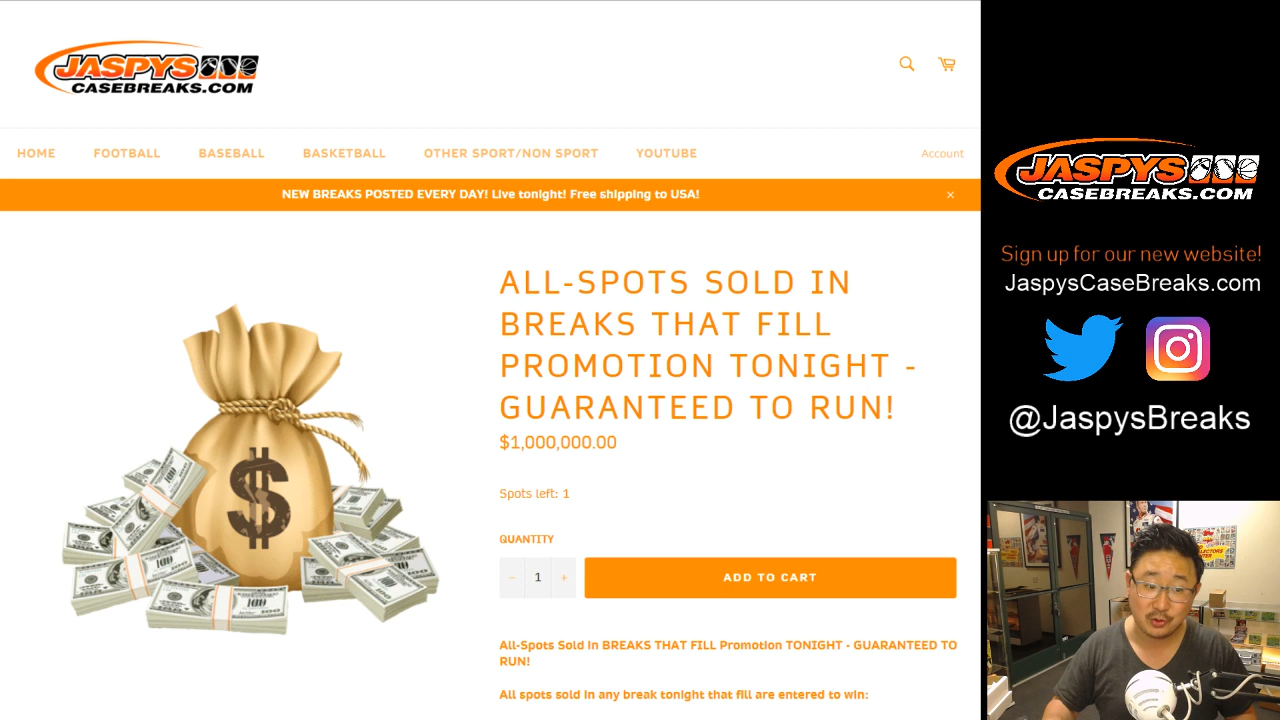 JASPYS
CASEBREAKS.COM
HOME FOOTBALL BASEBALL BASKETBALL OTHER SPORT/NON SPORT YOUTUBE Account
NEW BREAKS POSTED EVERY DAY! Live tonight! Free shipping to USA! ×
ALL-SPOTS SOLD IN
BREAKS THAT FILL
PROMOTION TONIGHT -
GUARANTEED TO RUN!
$1,000,000.00
Spots left: 1
QUANTITY
− 1 +
ADD TO CART
All-Spots Sold In BREAKS THAT FILL Promotion TONIGHT - GUARANTEED TO
RUN!
All spots sold in any break tonight that fill are entered to win:
$
100
100
100
100
JASPYS
CASEBREAKS.COM
Sign up for our new website!
JaspysCaseBreaks.com
@JaspysBreaks